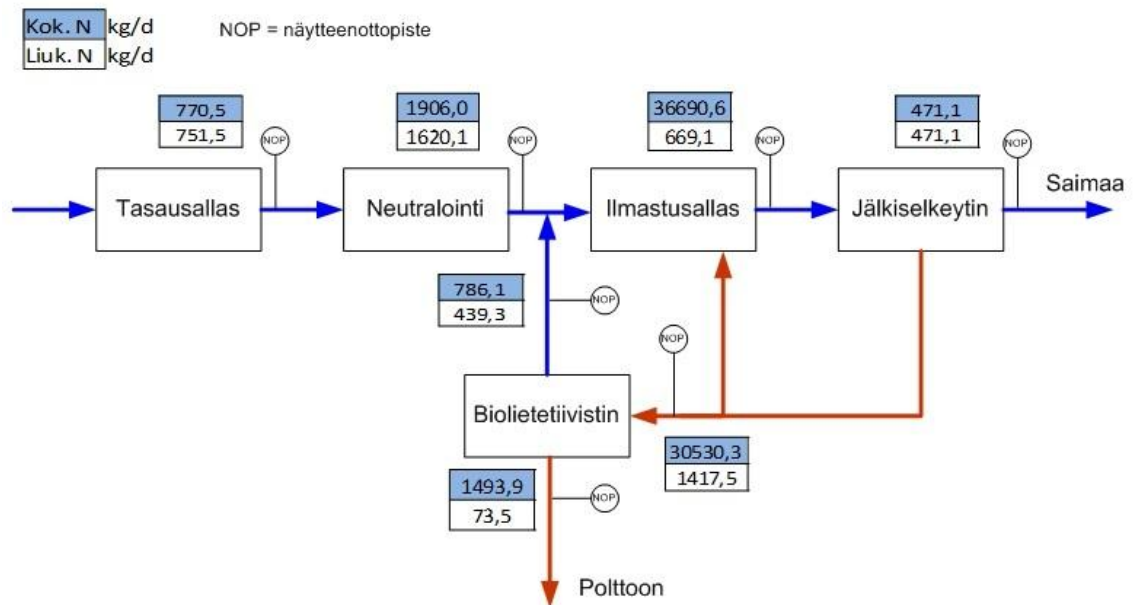 Kok. N kg/d
Liuk. N kg/d
NOP = näytteenottopiste
770,5
751,5
1906,0
1620,1
36690,6
669,1
471,1
471,1
NOP
NOP
NOP
NOP
Tasausallas
Neutralointi
Ilmastusallas
Jälkiselkeytin
Saimaa
786,1
439,3
NOP
NOP
Biolietetiivistin
30530,3
1417,5
1493,9
73,5
NOP
Polttoon